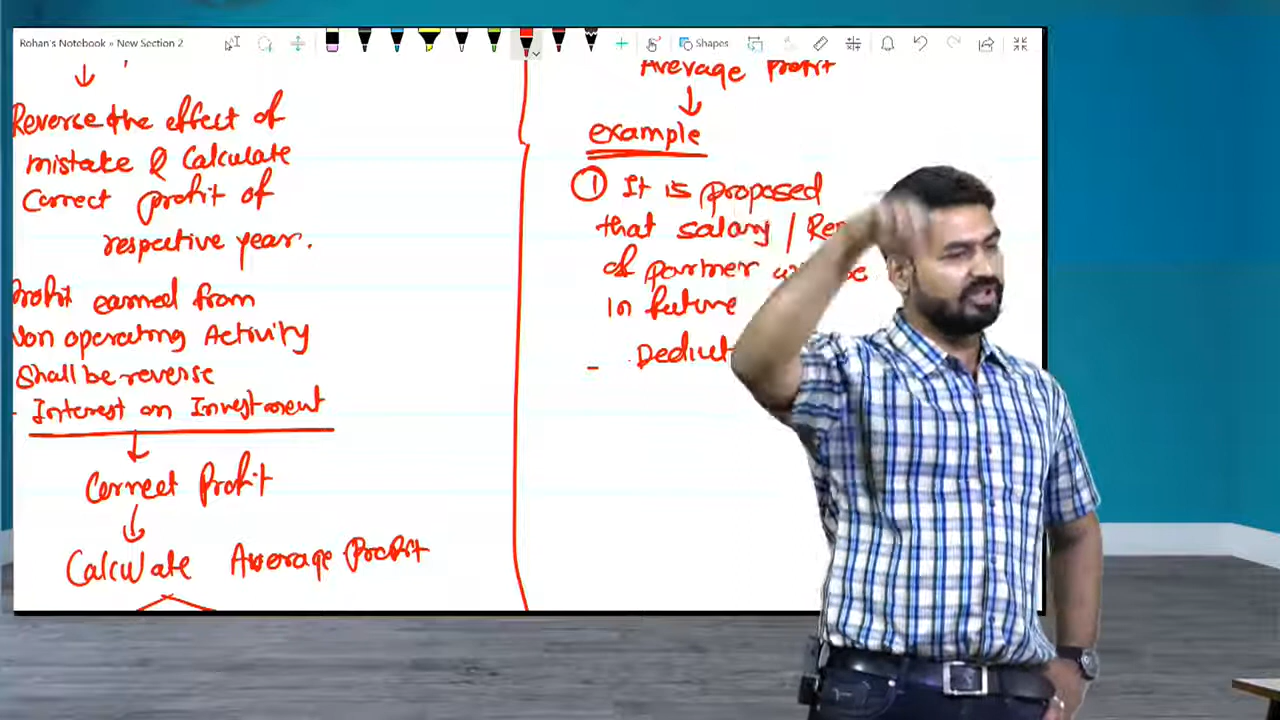 Rohan's Notebook » New Section 2
Shapes
Reverse the effect of
mistake & Calculate
Correct profit of
respective year.
Profit earned from
Non operating Activity
Shall be reverse
- Interest on Investment
Correct Profit
Calculate Average Profit
Average Profit
example
① It is proposed
that salary /
of partner
in future
- Deduct